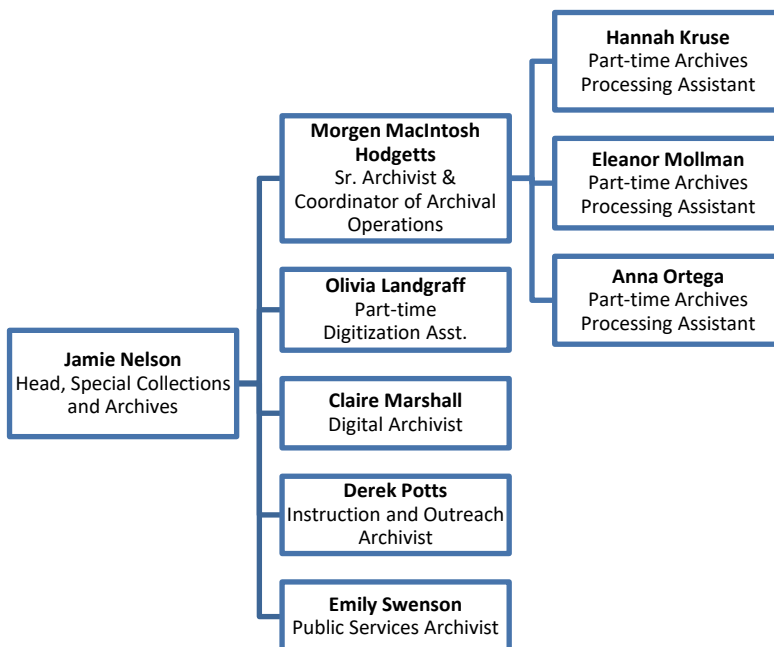 Hannah Kruse
Part-time Archives
Processing Assistant
Morgen MacIntosh
Hodgetts
Sr. Archivist &
Coordinator of Archival
Operations
Eleanor Mollman
Part-time Archives
Processing Assistant
Anna Ortega
Part-time Archives
Processing Assistant
Olivia Landgraff
Part-time
Digitization Asst.
Jamie Nelson
Head, Special Collections
and Archives
Claire Marshall
Digital Archivist
Derek Potts
Instruction and Outreach
Archivist
Emily Swenson
Public Services Archivist